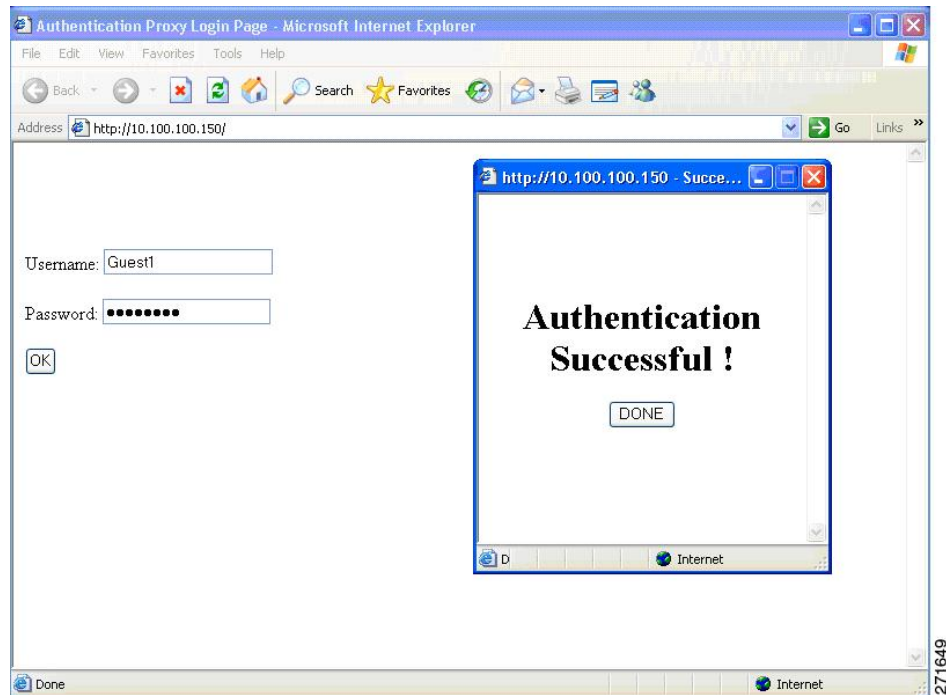 Authentication Proxy Login Page - Microsoft Internet Explorer
File Edit View Favorites Tools Help
Back Search Favorites
Address http://10.100.100.150/ Go Links »
http://10.100.100.150 - Succe...
Username: Guest1
Password: ••••••••
OK
Authentication
Successful !
DONE
D Internet
Done Internet
271649